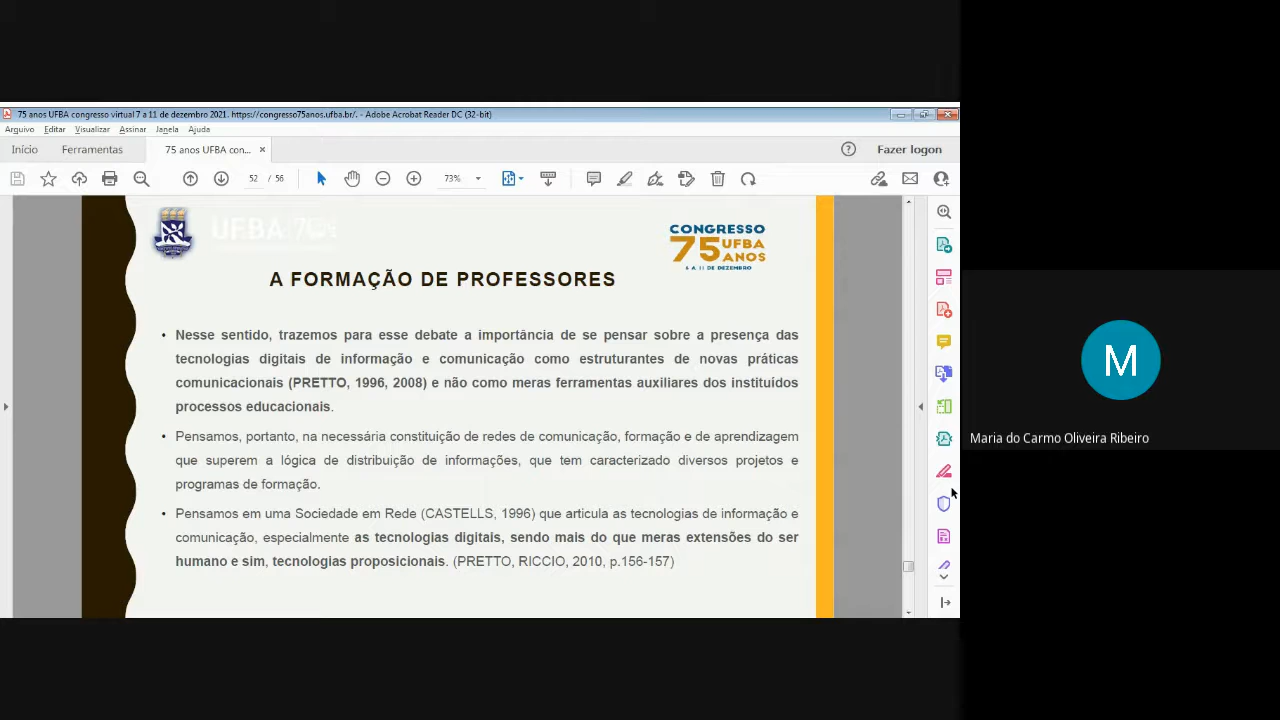 75 anos UFBA congresso virtual 7 a 11 de dezembro 2021. https://congresso75anos.ufba.br/. - Adobe Acrobat Reader DC (32-bit)
Arquivo Editar Visualizar Assinar Janela Ajuda
Início Ferramentas 75 anos UFBA con... × Fazer logon
52 / 56 73%
UFBA
CONGRESSO
75 UFBA
ANOS
6 A 11 DE DEZEMBRO
A FORMAÇÃO DE PROFESSORES
• Nesse sentido, trazemos para esse debate a importância de se pensar sobre a presença das
tecnologias digitais de informação e comunicação como estruturantes de novas práticas
comunicacionais (PRETTO, 1996, 2008) e não como meras ferramentas auxiliares dos instituídos
processos educacionais.
• Pensamos, portanto, na necessária constituição de redes de comunicação, formação e de aprendizagem
que superem a lógica de distribuição de informações, que tem caracterizado diversos projetos e
programas de formação.
• Pensamos em uma Sociedade em Rede (CASTELLS, 1996) que articula as tecnologias de informação e
comunicação, especialmente as tecnologias digitais, sendo mais do que meras extensões do ser
humano e sim, tecnologias proposicionais. (PRETTO, RICCIO, 2010, p.156-157)
M
Maria do Carmo Oliveira Ribeiro